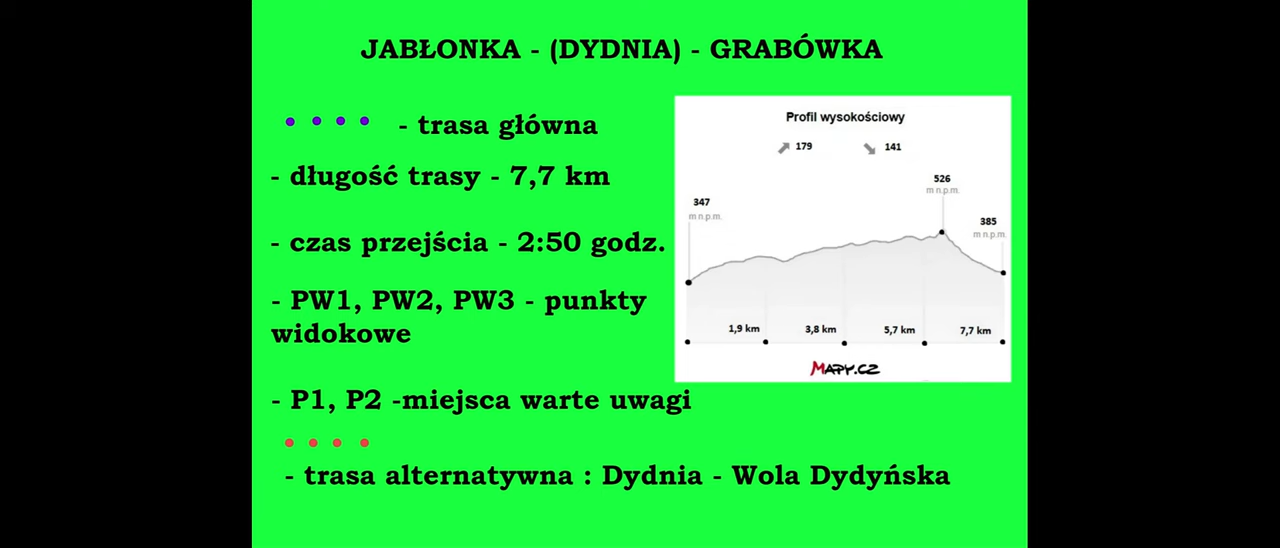 JABŁONKA - (DYDNIA) - GRABÓWKA
- trasa główna
- długość trasy - 7,7 km
- czas przejścia - 2:50 godz.
- PW1, PW2, PW3 - punkty
widokowe
- P1, P2 -miejsca warte uwagi
- trasa alternatywna : Dydnia - Wola Dydyńska
Profil wysokościowy
179 141
526
m n.p.m.
347
m n.p.m.
385
m n.p.m.
1,9 km 3,8 km 5,7 km 7,7 km
MAPY.CZ